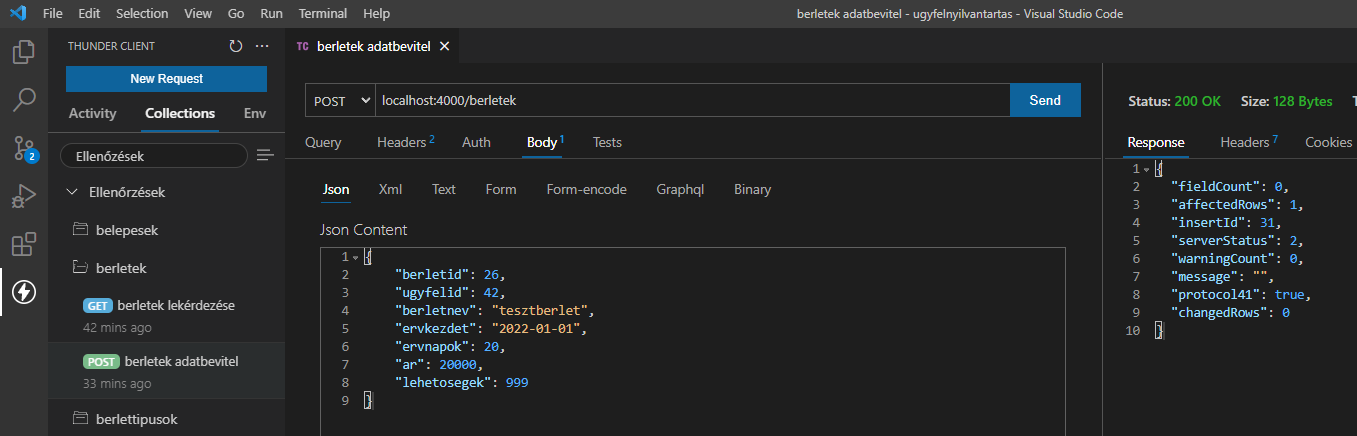 File Edit Selection View Go Run Terminal Help
berletek adatbevitel - ugyfelnyilvantartas - Visual Studio Code
THUNDER CLIENT
New Request
Activity Collections Env
Ellenőzések
Ellenőrzések
belepesek
berletek
GET berletek lekérdezése
42 mins ago
POST berletek adatbevitel
33 mins ago
berlettipusok
2
TC berletek adatbevitel
POST localhost:4000/berletek Send
Query Headers 2 Auth Body 1 Tests
Json Xml Text Form Form-encode Graphql Binary
Json Content
1 {
2 "berletid": 26,
3 "ugyfelid": 42,
4 "berletnev": "tesztberlet",
5 "ervkezdet": "2022-01-01",
6 "ervnapok": 20,
7 "ar": 20000,
8 "lehetosegek": 999
9 }
Status: 200 OK Size: 128 Bytes
Response Headers 7 Cookies
1 {
2 "fieldCount": 0,
3 "affectedRows": 1,
4 "insertId": 31,
5 "serverStatus": 2,
6 "warningCount": 0,
7 "message": "",
8 "protocol41": true,
9 "changedRows": 0
10 }